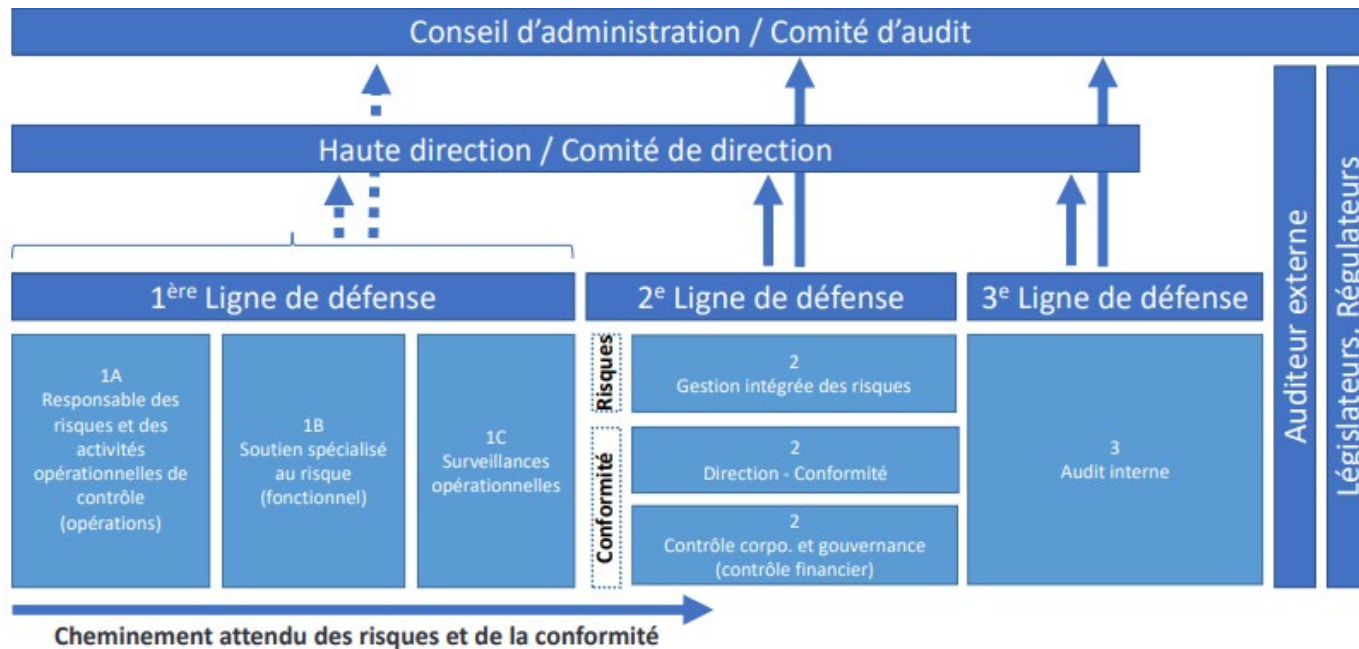 Conseil d'administration / Comité d'audit
Haute direction / Comité de direction
1ère Ligne de défense
2e Ligne de défense
3e Ligne de défense
1A
Responsable des
risques et des
activités
opérationnelles de
contrôle
(opérations)
1B
Soutien spécialisé
au risque
(fonctionnel)
1C
Surveillances
opérationnelles
Risques
2
Gestion intégrée des risques
Conformité
2
Direction - Conformité
2
Contrôle corpo. et gouvernance
(contrôle financier)
3
Audit interne
Auditeur externe
Législateurs, Régulateurs
Cheminement attendu des risques et de la conformité